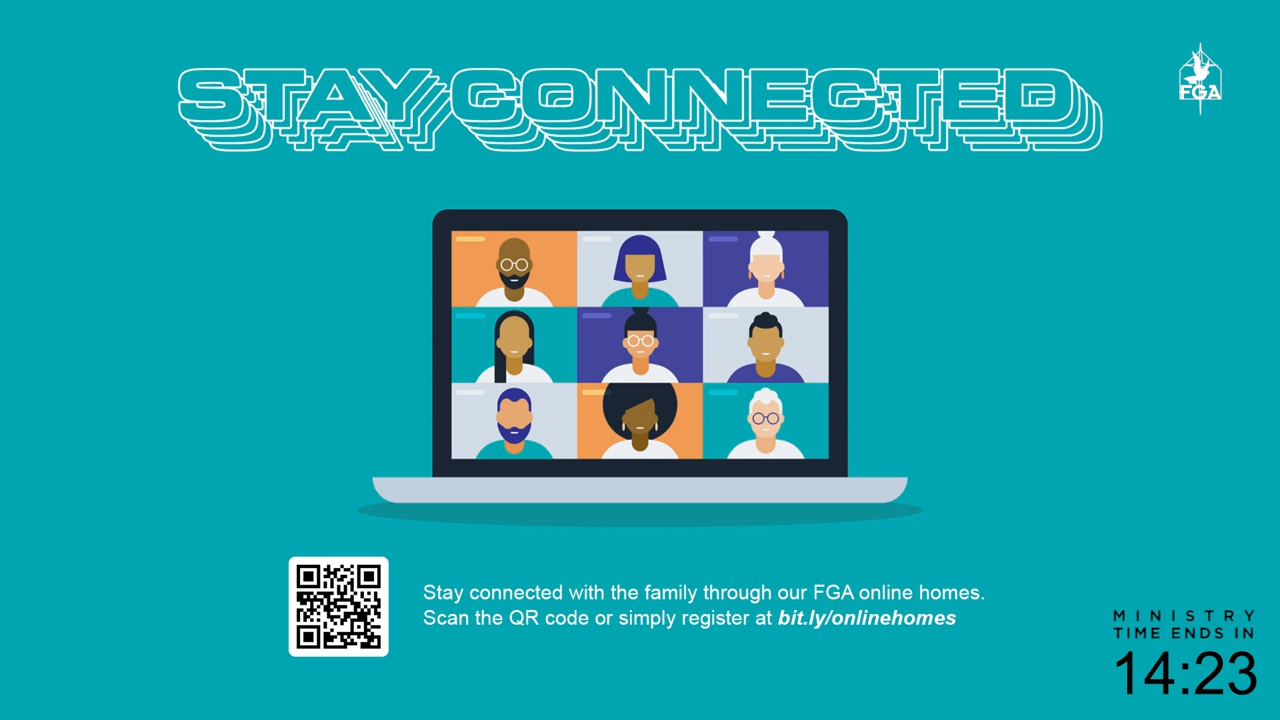 STAY CONNECTED
FGA
Stay connected with the family through our FGA online homes.
Scan the QR code or simply register at bit.ly/onlinehomes
MINISTRY
TIME ENDS IN
14:23